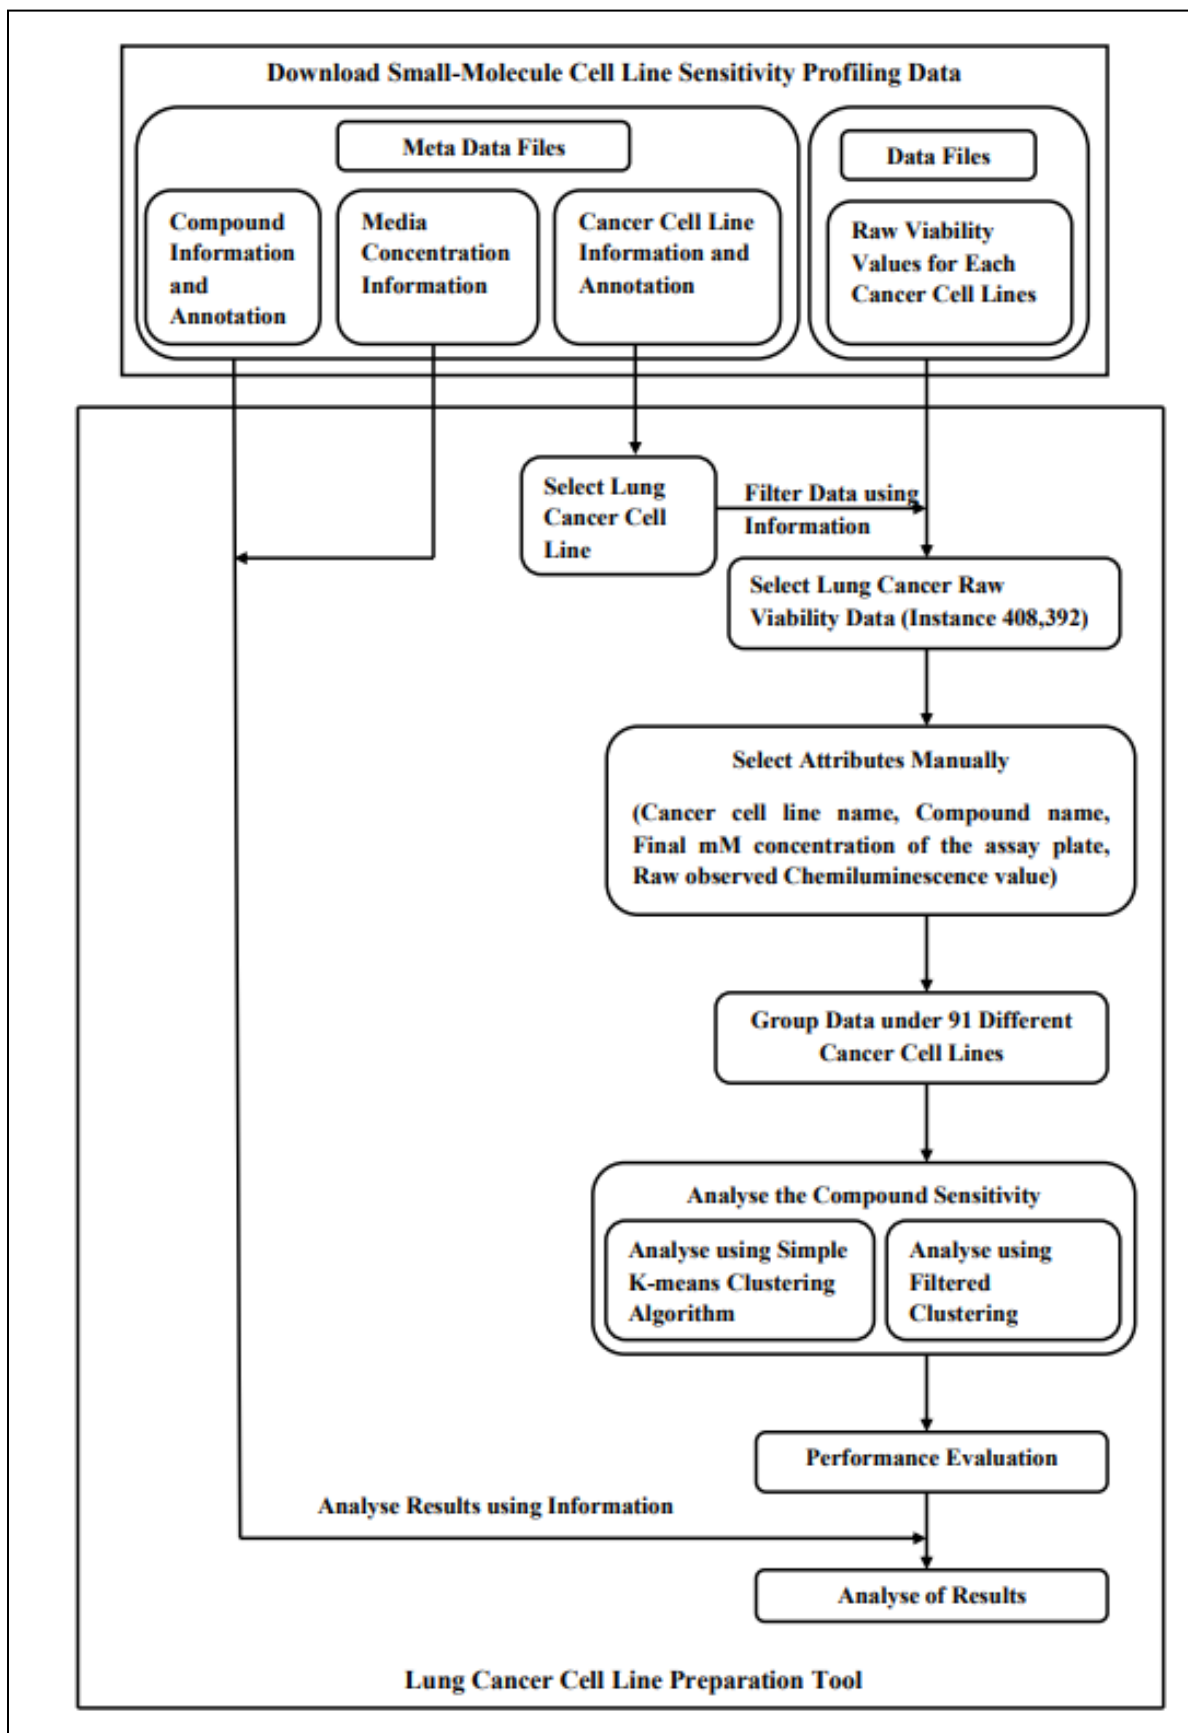 Download Small-Molecule Cell Line Sensitivity Profiling Data
Meta Data Files
Data Files
Compound
Information
and
Annotation
Media
Concentration
Information
Cancer Cell Line
Information and
Annotation
Raw Viability
Values for Each
Cancer Cell Lines
Select Lung
Cancer Cell
Line
Filter Data using
Information
Select Lung Cancer Raw
Viability Data (Instance 408,392)
Select Attributes Manually
(Cancer cell line name, Compound name,
Final mM concentration of the assay plate,
Raw observed Chemiluminescence value)
Group Data under 91 Different
Cancer Cell Lines
Analyse the Compound Sensitivity
Analyse using Simple
K-means Clustering
Algorithm
Analyse using
Filtered
Clustering
Performance Evaluation
Analyse Results using Information
Analyse of Results
Lung Cancer Cell Line Preparation Tool